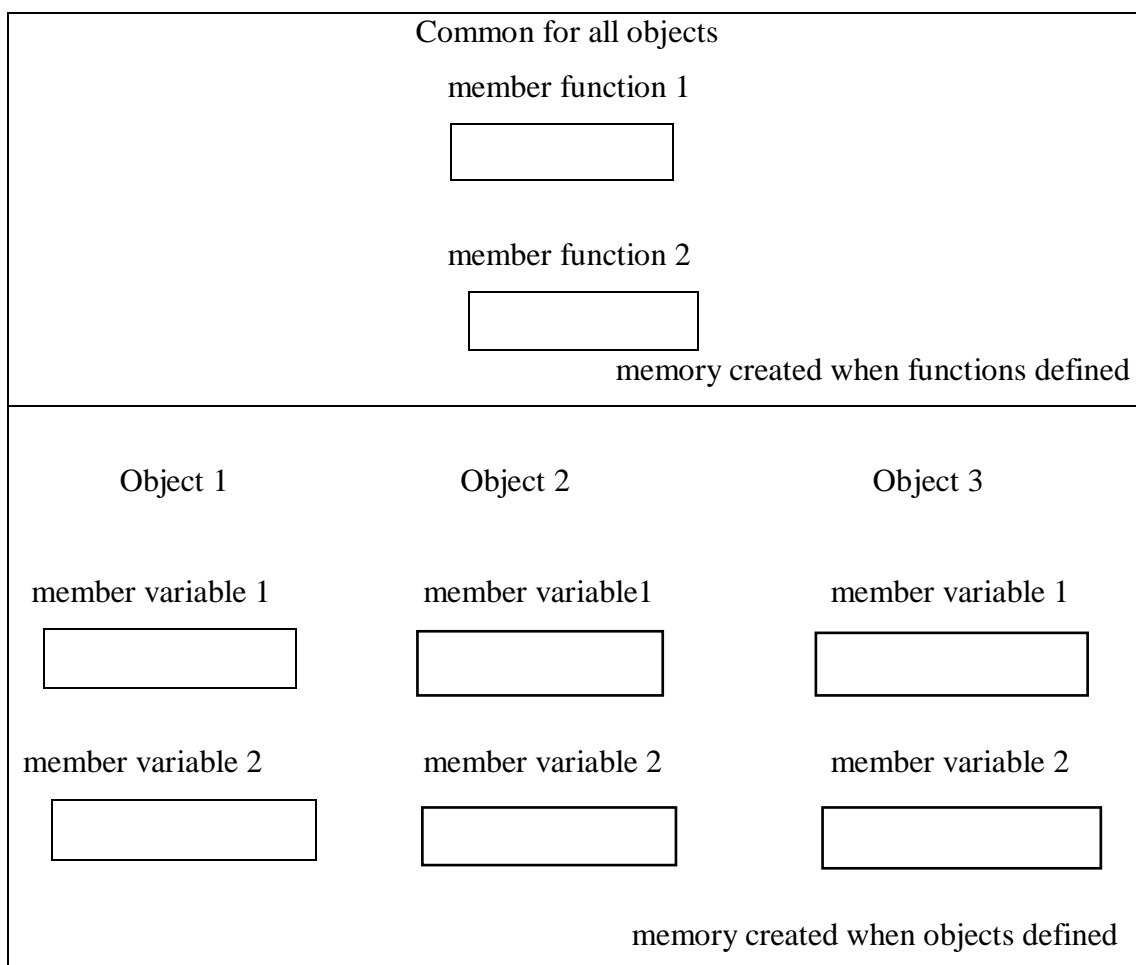 Common for all objects
member function 1
member function 2
memory created when functions defined
Object 1 Object 2 Object 3
member variable 1 member variable1 member variable 1
member variable 2 member variable 2 member variable 2
memory created when objects defined